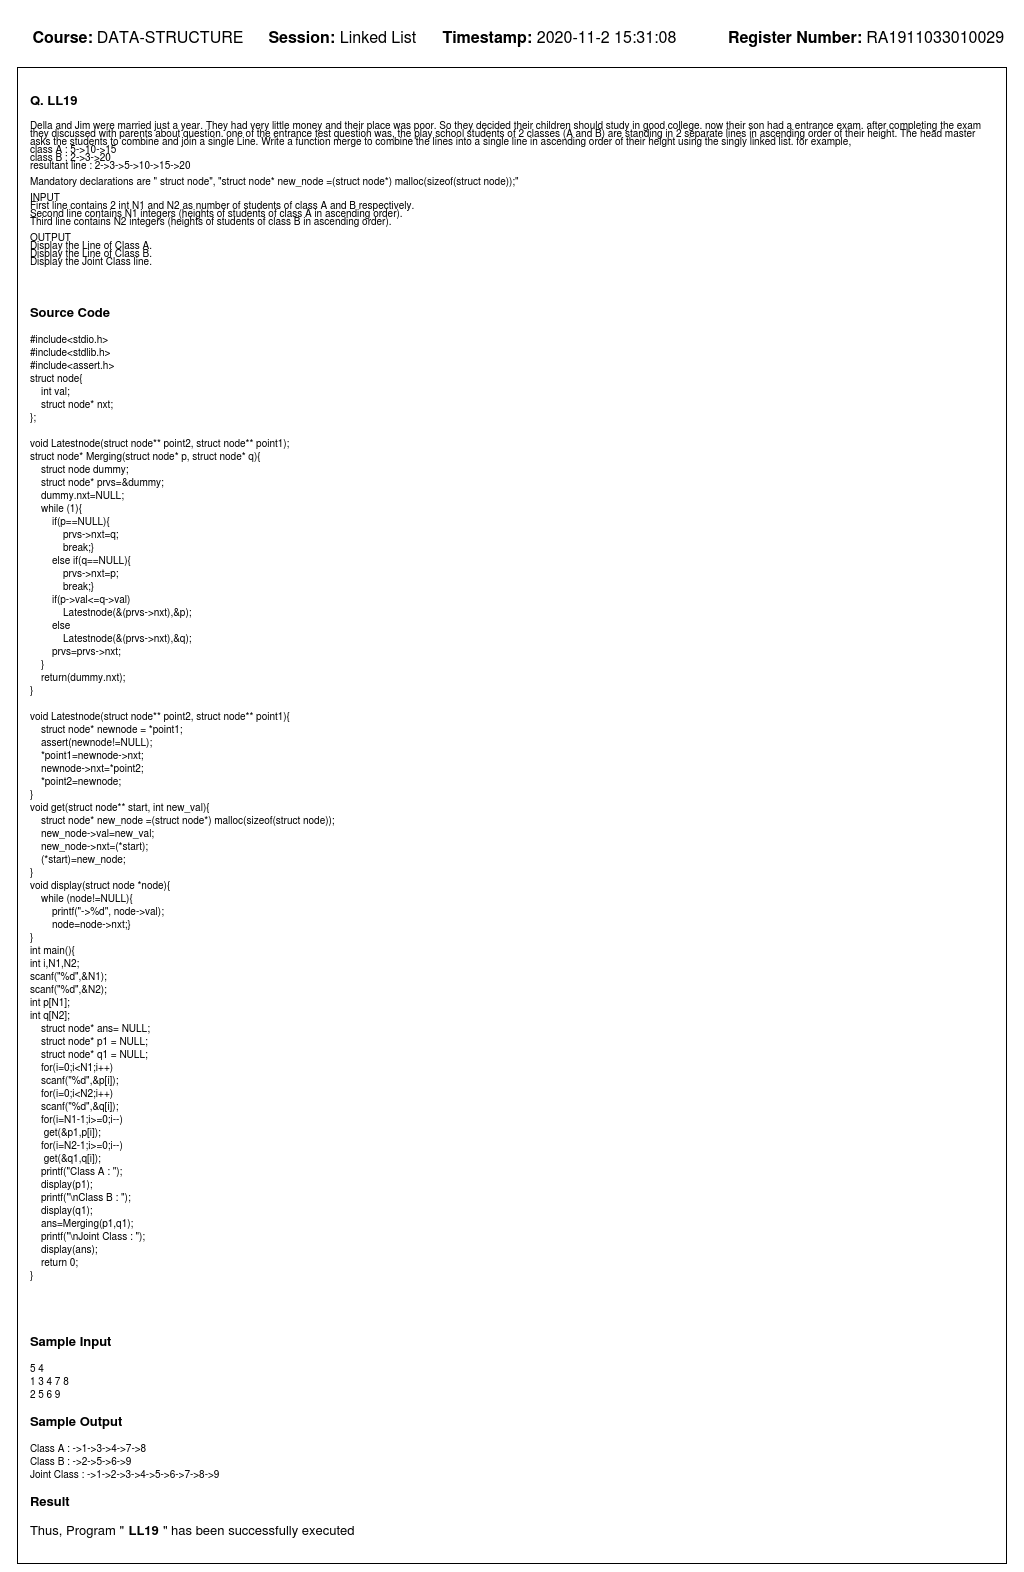 Course: DATA-STRUCTURE Session: Linked List Timestamp: 2020-11-2 15:31:08 Register Number: RA1911033010029
Q. LL19
Della and Jim were married just a year. They had very little money and their place was poor. So they decided their children should study in good college. now their son had a entrance exam. after completing the exam
they discussed with parents about question. one of the entrance test question was, the play school students of 2 classes (A and B) are standing in 2 separate lines in ascending order of their height. The head master
asks the students to combine and join a single Line. Write a function merge to combine the lines into a single line in ascending order of their height using the singly linked list. for example,
class A : 5->10->15
class B : 2->3->20
resultant line : 2->3->5->10->15->20
Mandatory declarations are " struct node", "struct node* new_node =(struct node*) malloc(sizeof(struct node));"
INPUT
First line contains 2 int N1 and N2 as number of students of class A and B respectively.
Second line contains N1 integers (heights of students of class A in ascending order).
Third line contains N2 integers (heights of students of class B in ascending order).
OUTPUT
Display the Line of Class A.
Display the Line of Class B.
Display the Joint Class line.
Source Code
#include<stdio.h>
#include<stdlib.h>
#include<assert.h>
struct node{
    int val;
    struct node* nxt;
};
void Latestnode(struct node** point2, struct node** point1);
struct node* Merging(struct node* p, struct node* q){
    struct node dummy;
    struct node* prvs=&dummy;
    dummy.nxt=NULL;
    while (1){
        if(p==NULL){
            prvs->nxt=q;
            break;}
        else if(q==NULL){
            prvs->nxt=p;
            break;}
        if(p->val<=q->val)
            Latestnode(&(prvs->nxt),&p);
        else
            Latestnode(&(prvs->nxt),&q);
        prvs=prvs->nxt;
    }
    return(dummy.nxt);
}
void Latestnode(struct node** point2, struct node** point1){
    struct node* newnode = *point1;
    assert(newnode!=NULL);
    *point1=newnode->nxt;
    newnode->nxt=*point2;
    *point2=newnode;
}
void get(struct node** start, int new_val){
    struct node* new_node =(struct node*) malloc(sizeof(struct node));
    new_node->val=new_val;
    new_node->nxt=(*start);
    (*start)=new_node;
}
void display(struct node *node){
    while (node!=NULL){
        printf("->%d", node->val);
        node=node->nxt;}
}
int main(){
int i,N1,N2;
scanf("%d",&N1);
scanf("%d",&N2);
int p[N1];
int q[N2];
    struct node* ans= NULL;
    struct node* p1 = NULL;
    struct node* q1 = NULL;
    for(i=0;i<N1;i++)
    scanf("%d",&p[i]);
    for(i=0;i<N2;i++)
    scanf("%d",&q[i]);
    for(i=N1-1;i>=0;i--)
     get(&p1,p[i]);
    for(i=N2-1;i>=0;i--)
     get(&q1,q[i]);
    printf("Class A : ");
    display(p1);
    printf("\nClass B : ");
    display(q1);
    ans=Merging(p1,q1);
    printf("\nJoint Class : ");
    display(ans);
    return 0;
}
Sample Input
5 4
1 3 4 7 8
2 5 6 9
Sample Output
Class A : ->1->3->4->7->8
Class B : ->2->5->6->9
Joint Class : ->1->2->3->4->5->6->7->8->9
Result
Thus, Program " LL19 " has been successfully executed